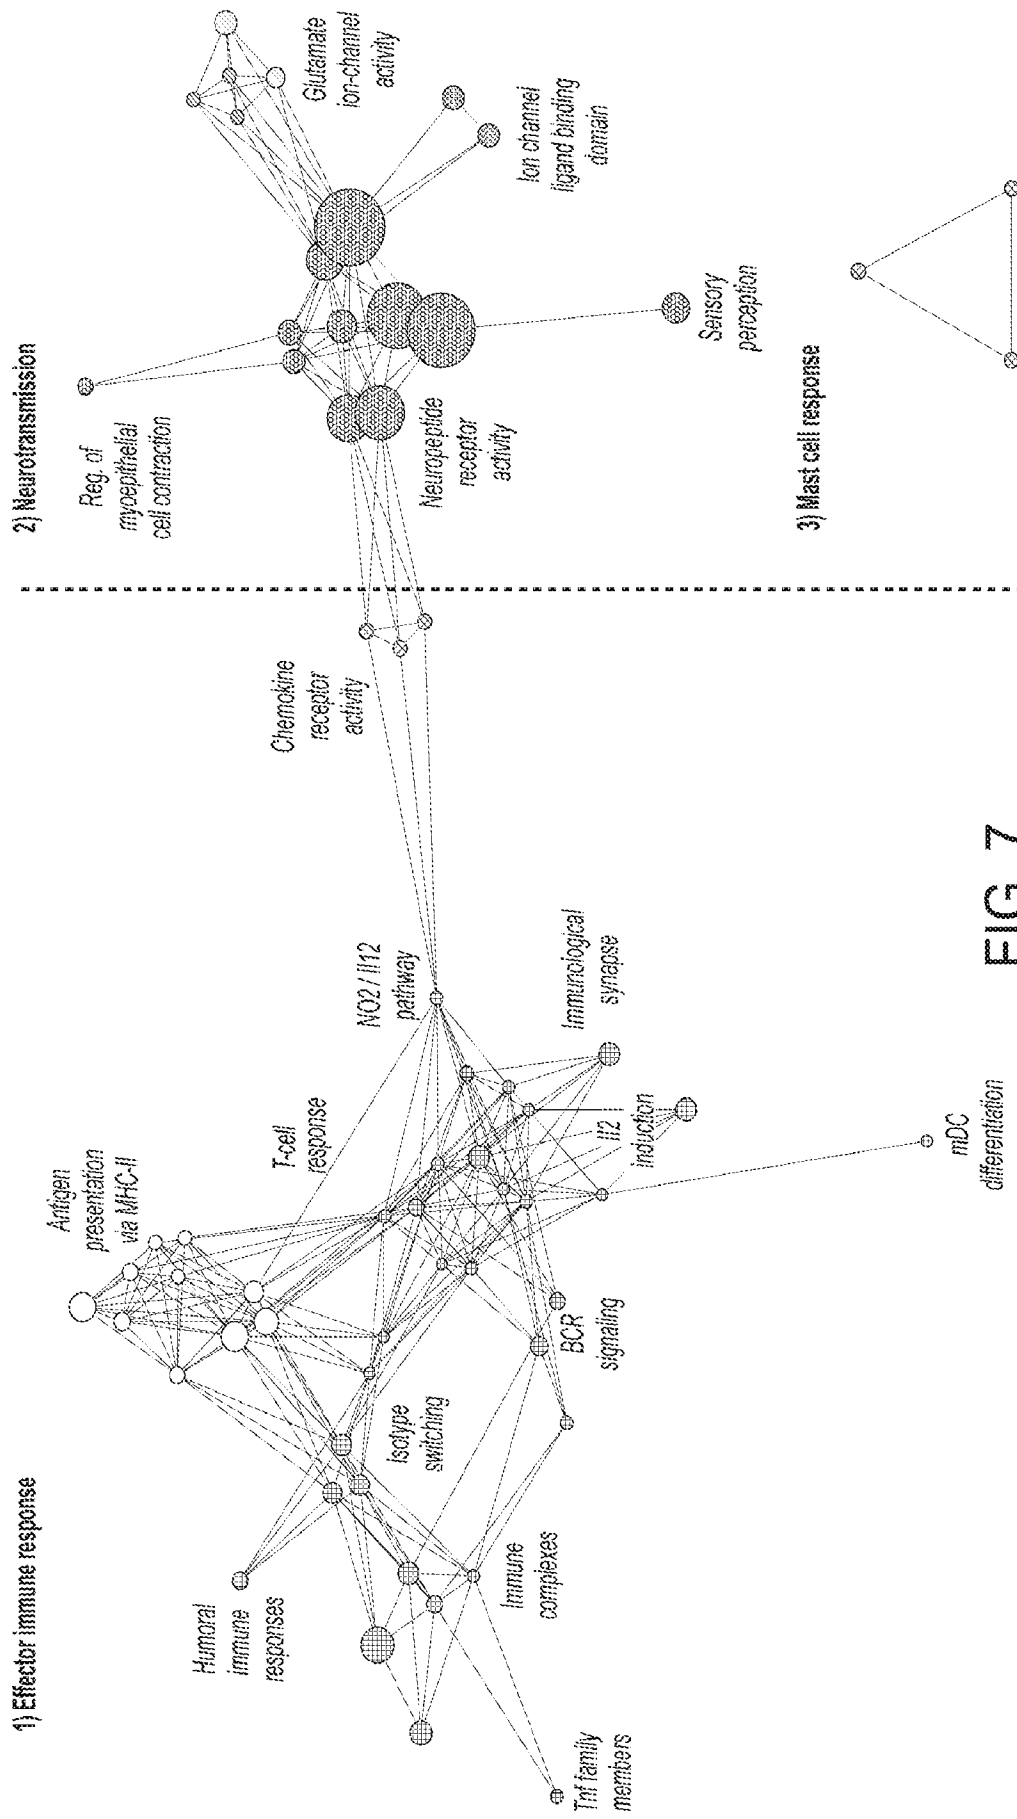 1) Effector immune response
Antigen
presentation
via MHC-II
Humoral
immune
responses
T-cell
response
Isotype
switching
NO2 / Il12
pathway
Immunological
synapse
Il2
induction
BCR
signaling
Immune
complexes
Tnf family
members
mDC
differentiation
Chemokine
receptor
activity
2) Neurotransmission
Reg. of
myoepithelial
cell contraction
Glutamate
ion-channel
activity
Neuropeptide
receptor
activity
Ion channel
ligand binding
domain
Sensory
perception
3) Mast cell response
FIG. 7